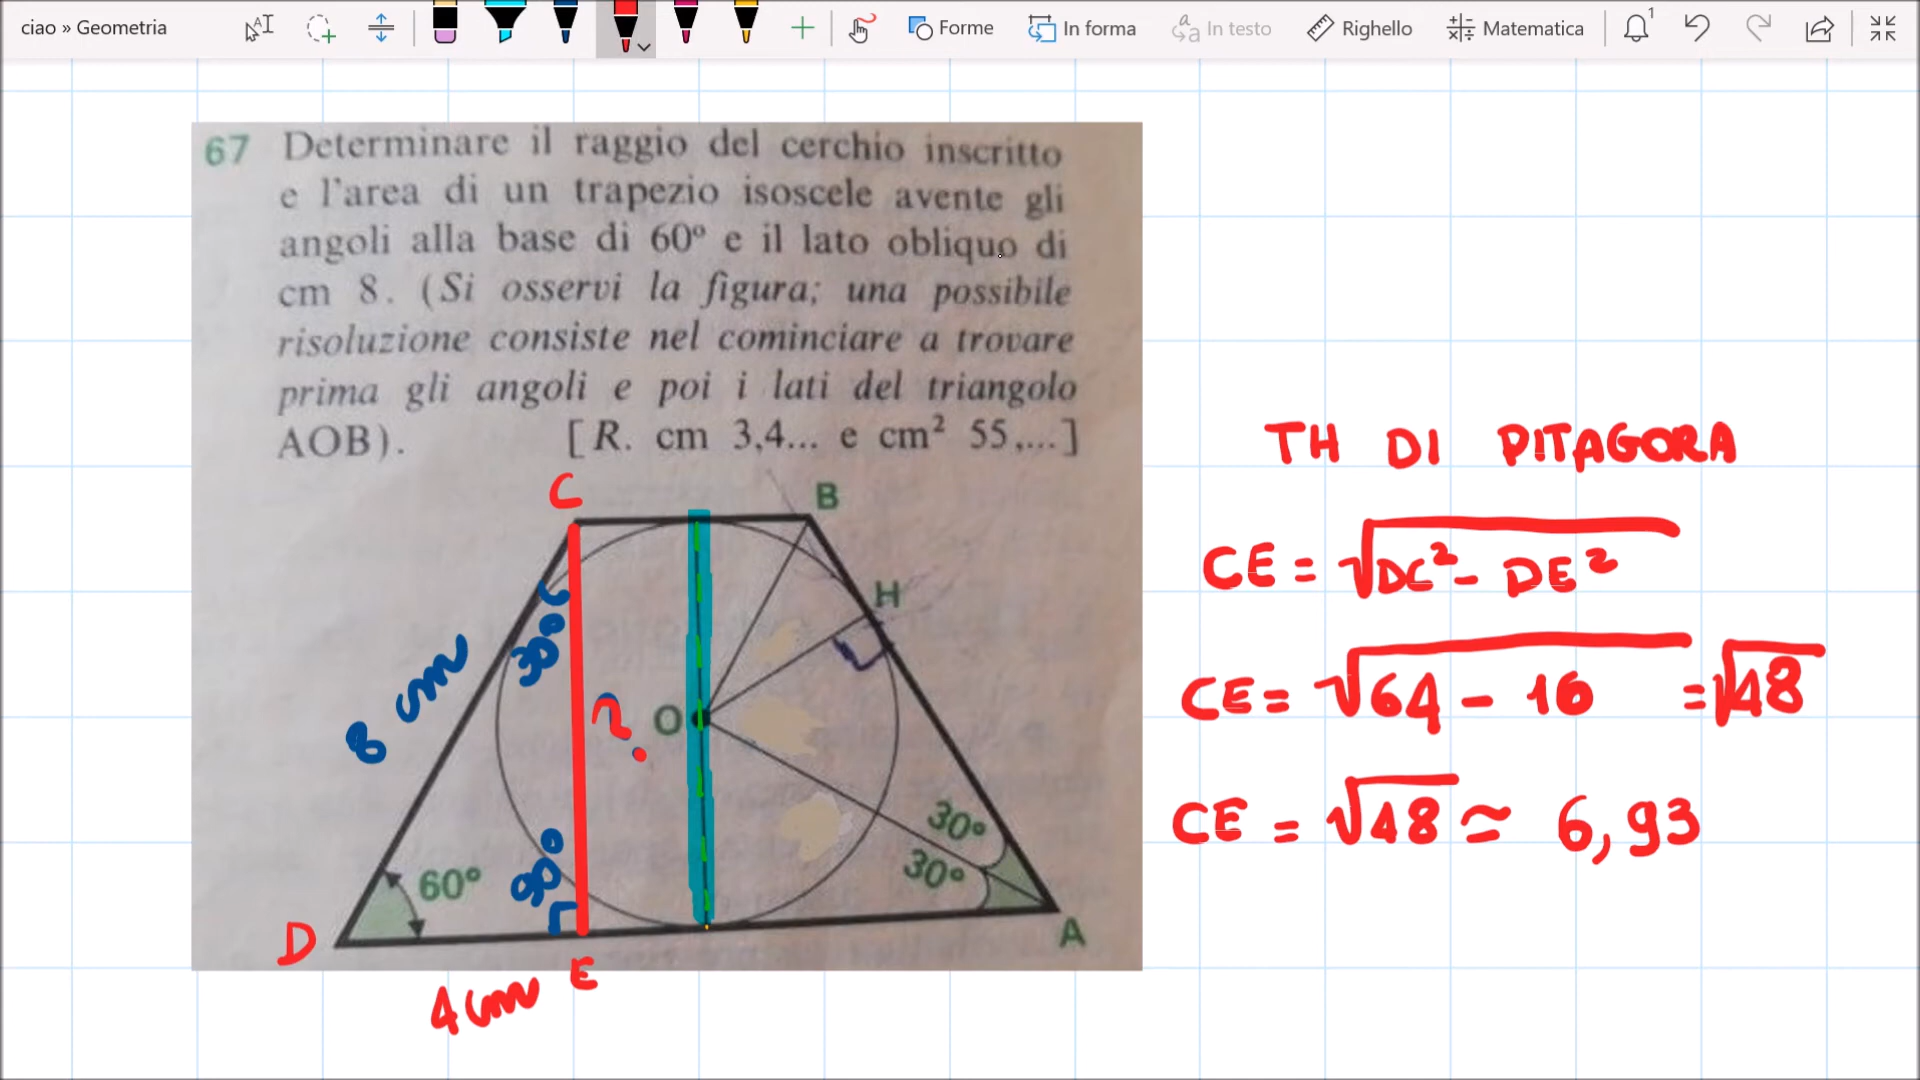 ciao » Geometria
Forme
In forma
In testo
Righello
Matematica
1
67 Determinare il raggio del cerchio inscritto
e l'area di un trapezio isoscele avente gli
angoli alla base di 60° e il lato obliquo di
cm 8. (Si osservi la figura; una possibile
risoluzione consiste nel cominciare a trovare
prima gli angoli e poi i lati del triangolo
AOB). [R. cm 3,4... e cm² 55,...]
C
B
H
30°
8 cm
?
O
30°
30°
60°
90°
D
A
E
4cm
TH DI PITAGORA
CE = √DC² - DE²
CE = √64 - 16 = √48
CE = √48 ≃ 6,93